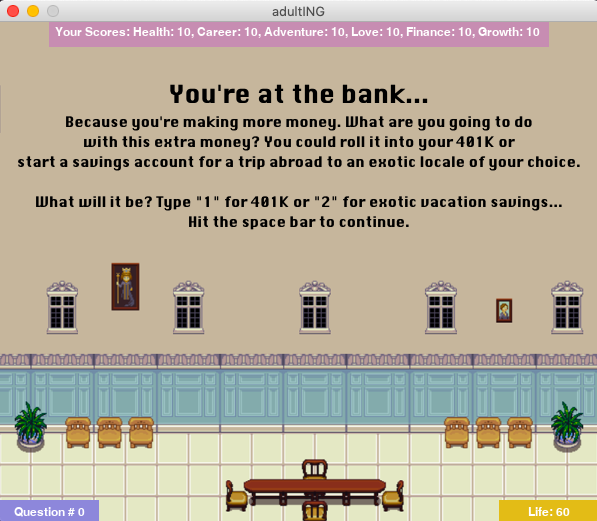 adultING
Your Scores: Health: 10, Career: 10, Adventure: 10, Love: 10, Finance: 10, Growth: 10
You're at the bank...
Because you're making more money. What are you going to do
with this extra money? You could roll it into your 401K or
start a savings account for a trip abroad to an exotic locale of your choice.
What will it be? Type "1" for 401K or "2" for exotic vacation savings...
Hit the space bar to continue.
Question # 0
Life: 60